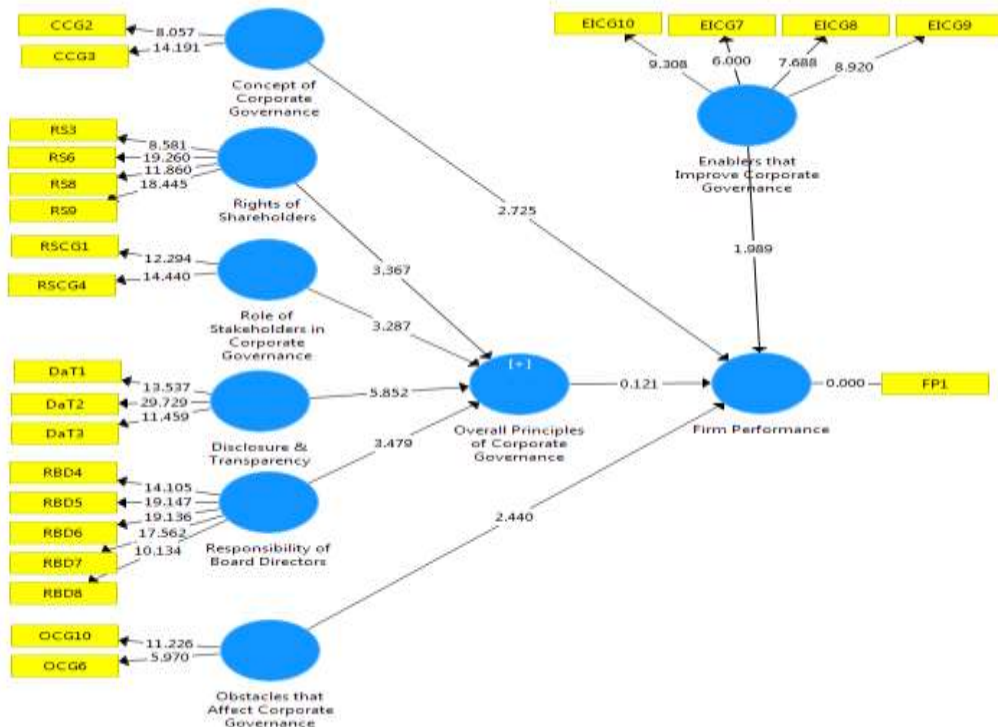 CCG2
8.057
CCG3
14.191
Concept of
Corporate
Governance
EICG10
EICG7
EICG8
EICG9
9.308
6.000
7.688
8.920
Enablers that
Improve Corporate
Governance
RS3
8.581
RS6
19.260
RS8
11.860
RS9
18.445
Rights of
Shareholders
2.725
1.989
RSCG1
12.294
RSCG4
14.440
Role of
Stakeholders in
Corporate
Governance
3.367
3.287
DaT1
13.537
DaT2
29.729
DaT3
11.459
Disclosure &
Transparency
5.852
[+]
Overall Principles
of Corporate
Governance
0.121
Firm Performance
0.000
FP1
3.479
RBD4
14.105
RBD5
19.147
RBD6
19.136
RBD7
17.562
RBD8
10.134
Responsibility of
Board Directors
2.440
OCG10
11.226
OCG6
5.970
Obstacles that
Affect Corporate
Governance